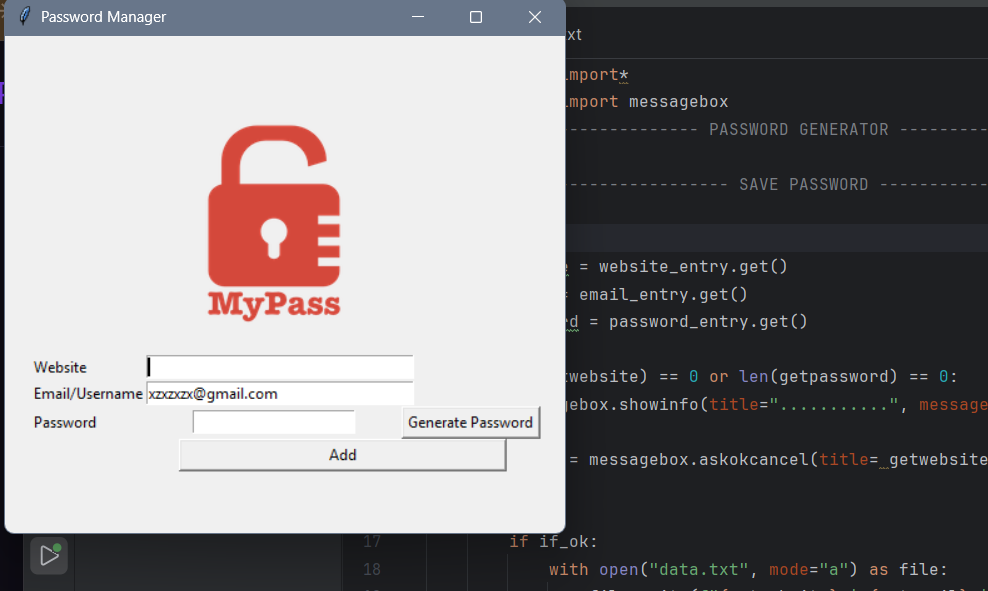 Password Manager
MyPass
Website
Email/Username xzxzxzx@gmail.com
Password Generate Password
Add
xt
import*
import messagebox
-------------- PASSWORD GENERATOR ---------
----------------- SAVE PASSWORD -----------
= website_entry.get()
= email_entry.get()
rd = password_entry.get()
website) == 0 or len(getpassword) == 0:
gebox.showinfo(title="...........", message
= messagebox.askokcancel(title= getwebsite
17 if if_ok:
18 with open("data.txt", mode="a") as file: